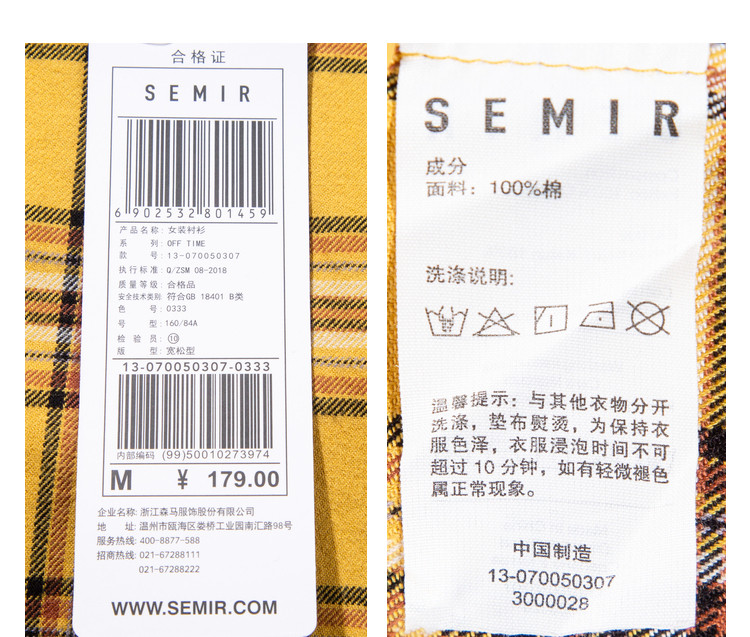 合格证
SEMIR
6 902532 801459
产品名称: 女装衬衫
系 列: OFF TIME
款 号: 13-070050307
执行标准: Q/ZSM 08-2018
质量等级: 合格品
安全技术类别: 符合GB 18401 B类
色 号: 0333
号 型: 160/84A
检 验 员: ⑩
版 型: 宽松型
13-070050307-0333
内部编码 (99)50010273974
M ¥ 179.00
企业名称: 浙江森马服饰股份有限公司
地 址: 温州市瓯海区娄桥工业园南汇路98号
服务热线: 400-8877-588
招商热线: 021-67288111
021-67288222
WWW.SEMIR.COM
SEMIR
成分
面料: 100%棉
洗涤说明:
温馨提示: 与其他衣物分开
洗涤, 垫布熨烫, 为保持衣
服色泽, 衣服浸泡时间不可
超过 10 分钟, 如有轻微褪色
属正常现象。
中国制造
13-070050307
3000028